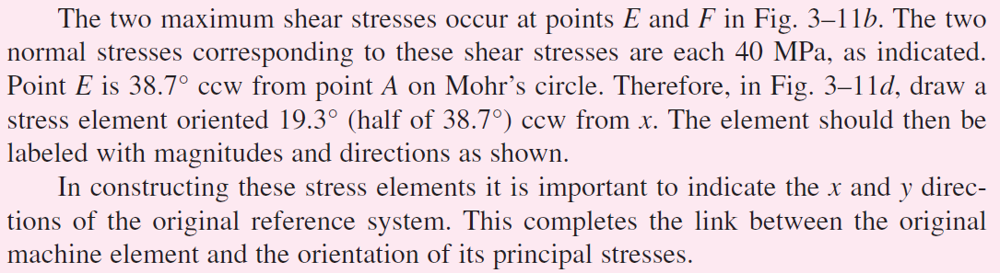 The two maximum shear stresses occur at points E and F in Fig. 3–11b. The two
normal stresses corresponding to these shear stresses are each 40 MPa, as indicated.
Point E is 38.7° ccw from point A on Mohr's circle. Therefore, in Fig. 3–11d, draw a
stress element oriented 19.3° (half of 38.7°) ccw from x. The element should then be
labeled with magnitudes and directions as shown.
In constructing these stress elements it is important to indicate the x and y direc-
tions of the original reference system. This completes the link between the original
machine element and the orientation of its principal stresses.